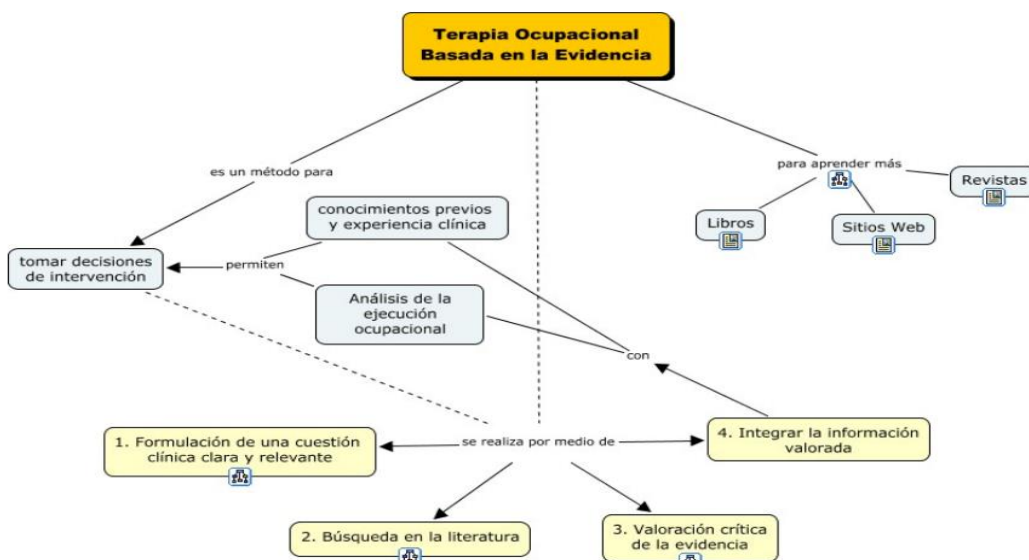 Terapia Ocupacional
Basada en la Evidencia
es un método para
para aprender más
Revistas
Libros
Sitios Web
conocimientos previos
y experiencia clínica
tomar decisiones
de intervención
permiten
Análisis de la
ejecución
ocupacional
con
1. Formulación de una cuestión
clínica clara y relevante
se realiza por medio de
4. Integrar la información
valorada
2. Búsqueda en la literatura
3. Valoración crítica
de la evidencia